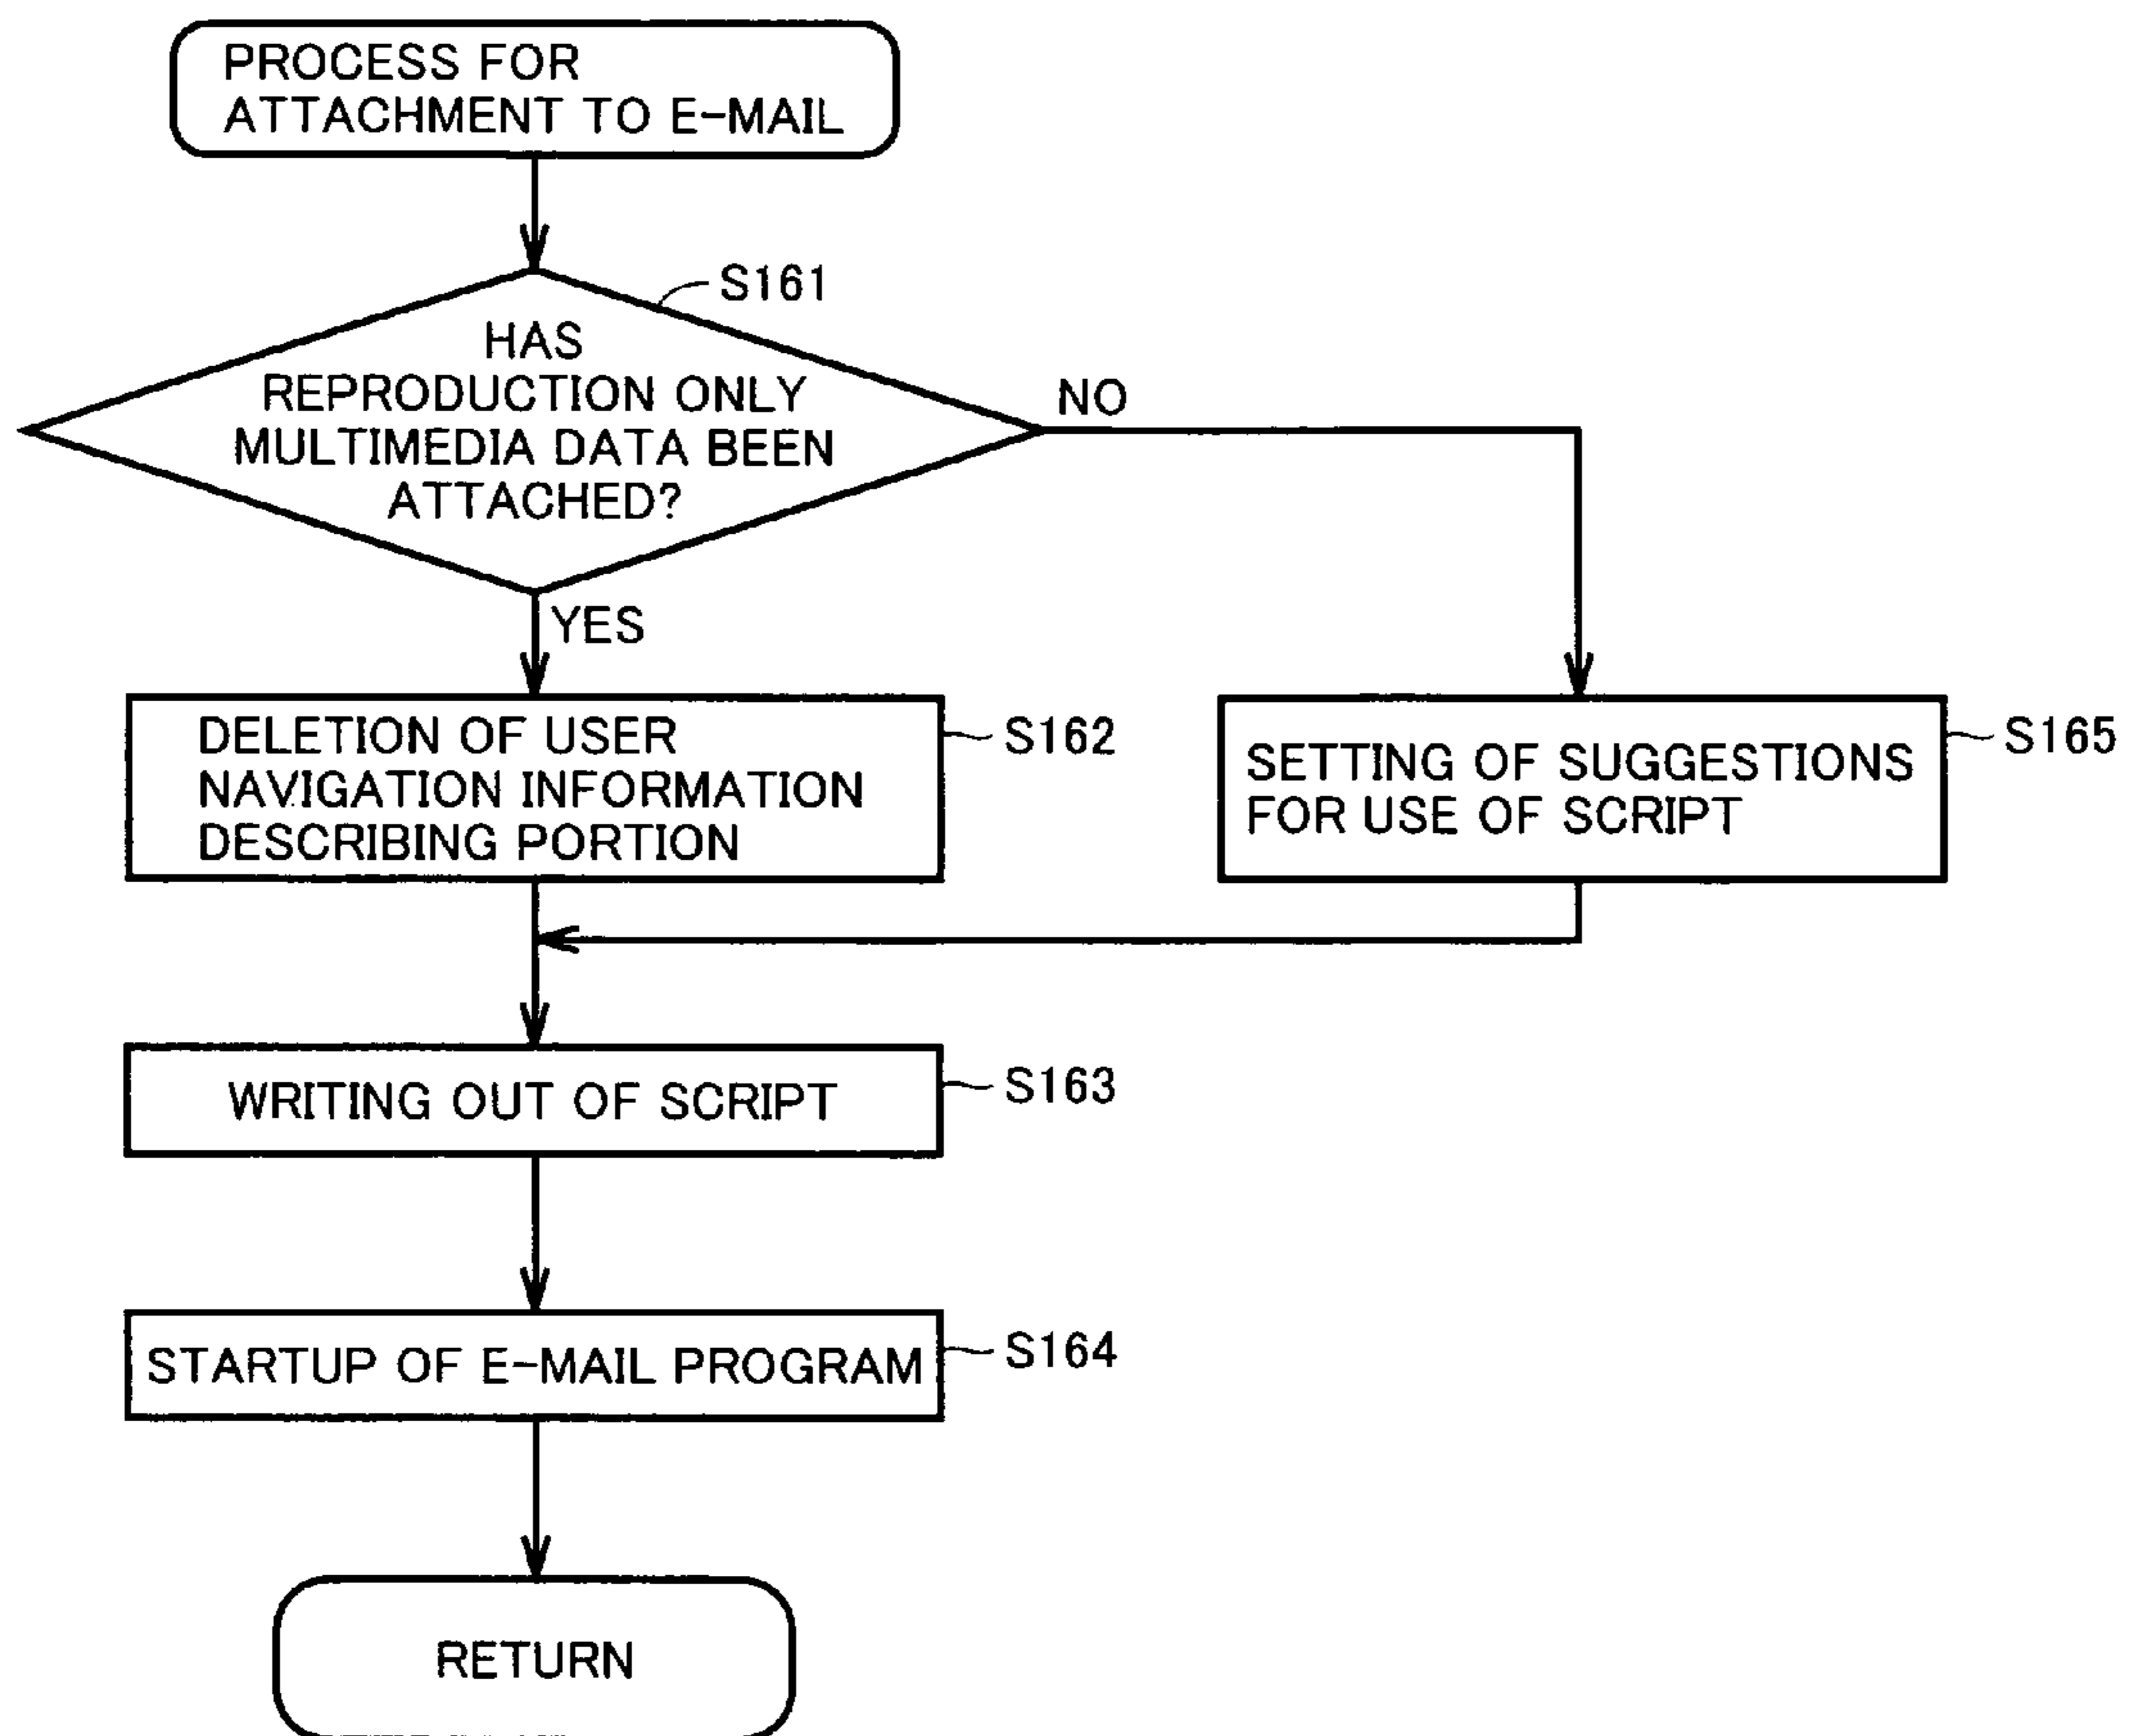 PROCESS FOR
ATTACHMENT TO E-MAIL
S161
HAS
REPRODUCTION ONLY
MULTIMEDIA DATA BEEN
ATTACHED?
NO
YES
DELETION OF USER
NAVIGATION INFORMATION
DESCRIBING PORTION
S162
SETTING OF SUGGESTIONS
FOR USE OF SCRIPT
S165
WRITING OUT OF SCRIPT
S163
STARTUP OF E-MAIL PROGRAM
S164
RETURN